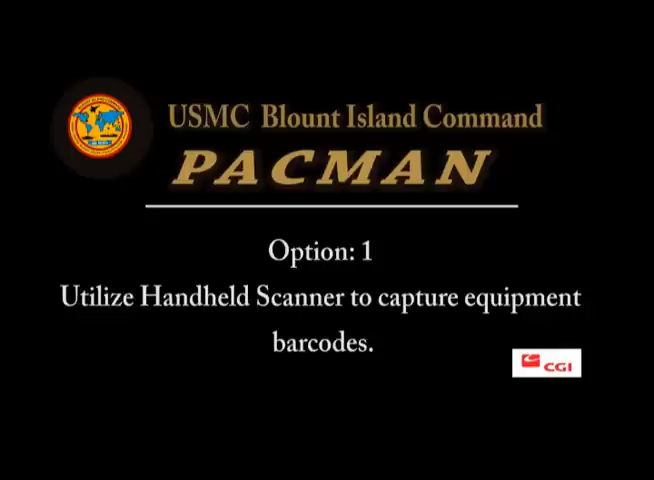 USMC Blount Island Command
PACMAN
Option: 1
Utilize Handheld Scanner to capture equipment
barcodes.
CGI